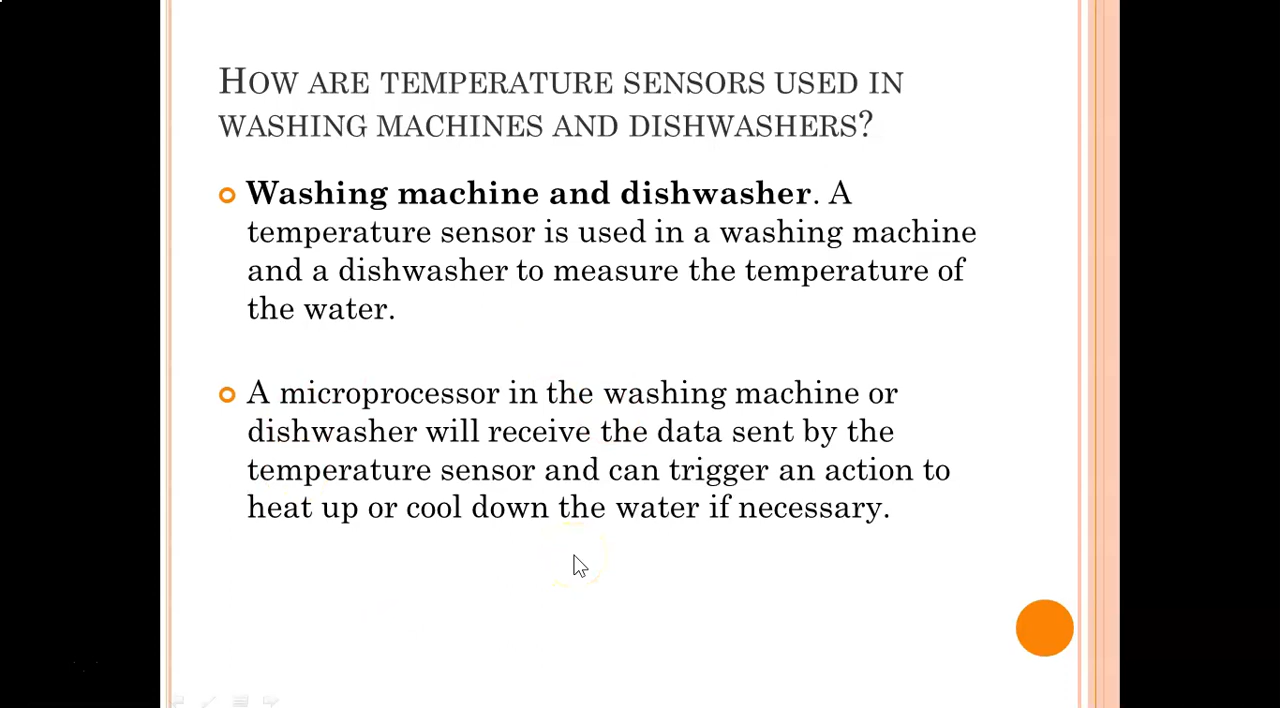 HOW ARE TEMPERATURE SENSORS USED IN
WASHING MACHINES AND DISHWASHERS?
Washing machine and dishwasher. A
temperature sensor is used in a washing machine
and a dishwasher to measure the temperature of
the water.
A microprocessor in the washing machine or
dishwasher will receive the data sent by the
temperature sensor and can trigger an action to
heat up or cool down the water if necessary.